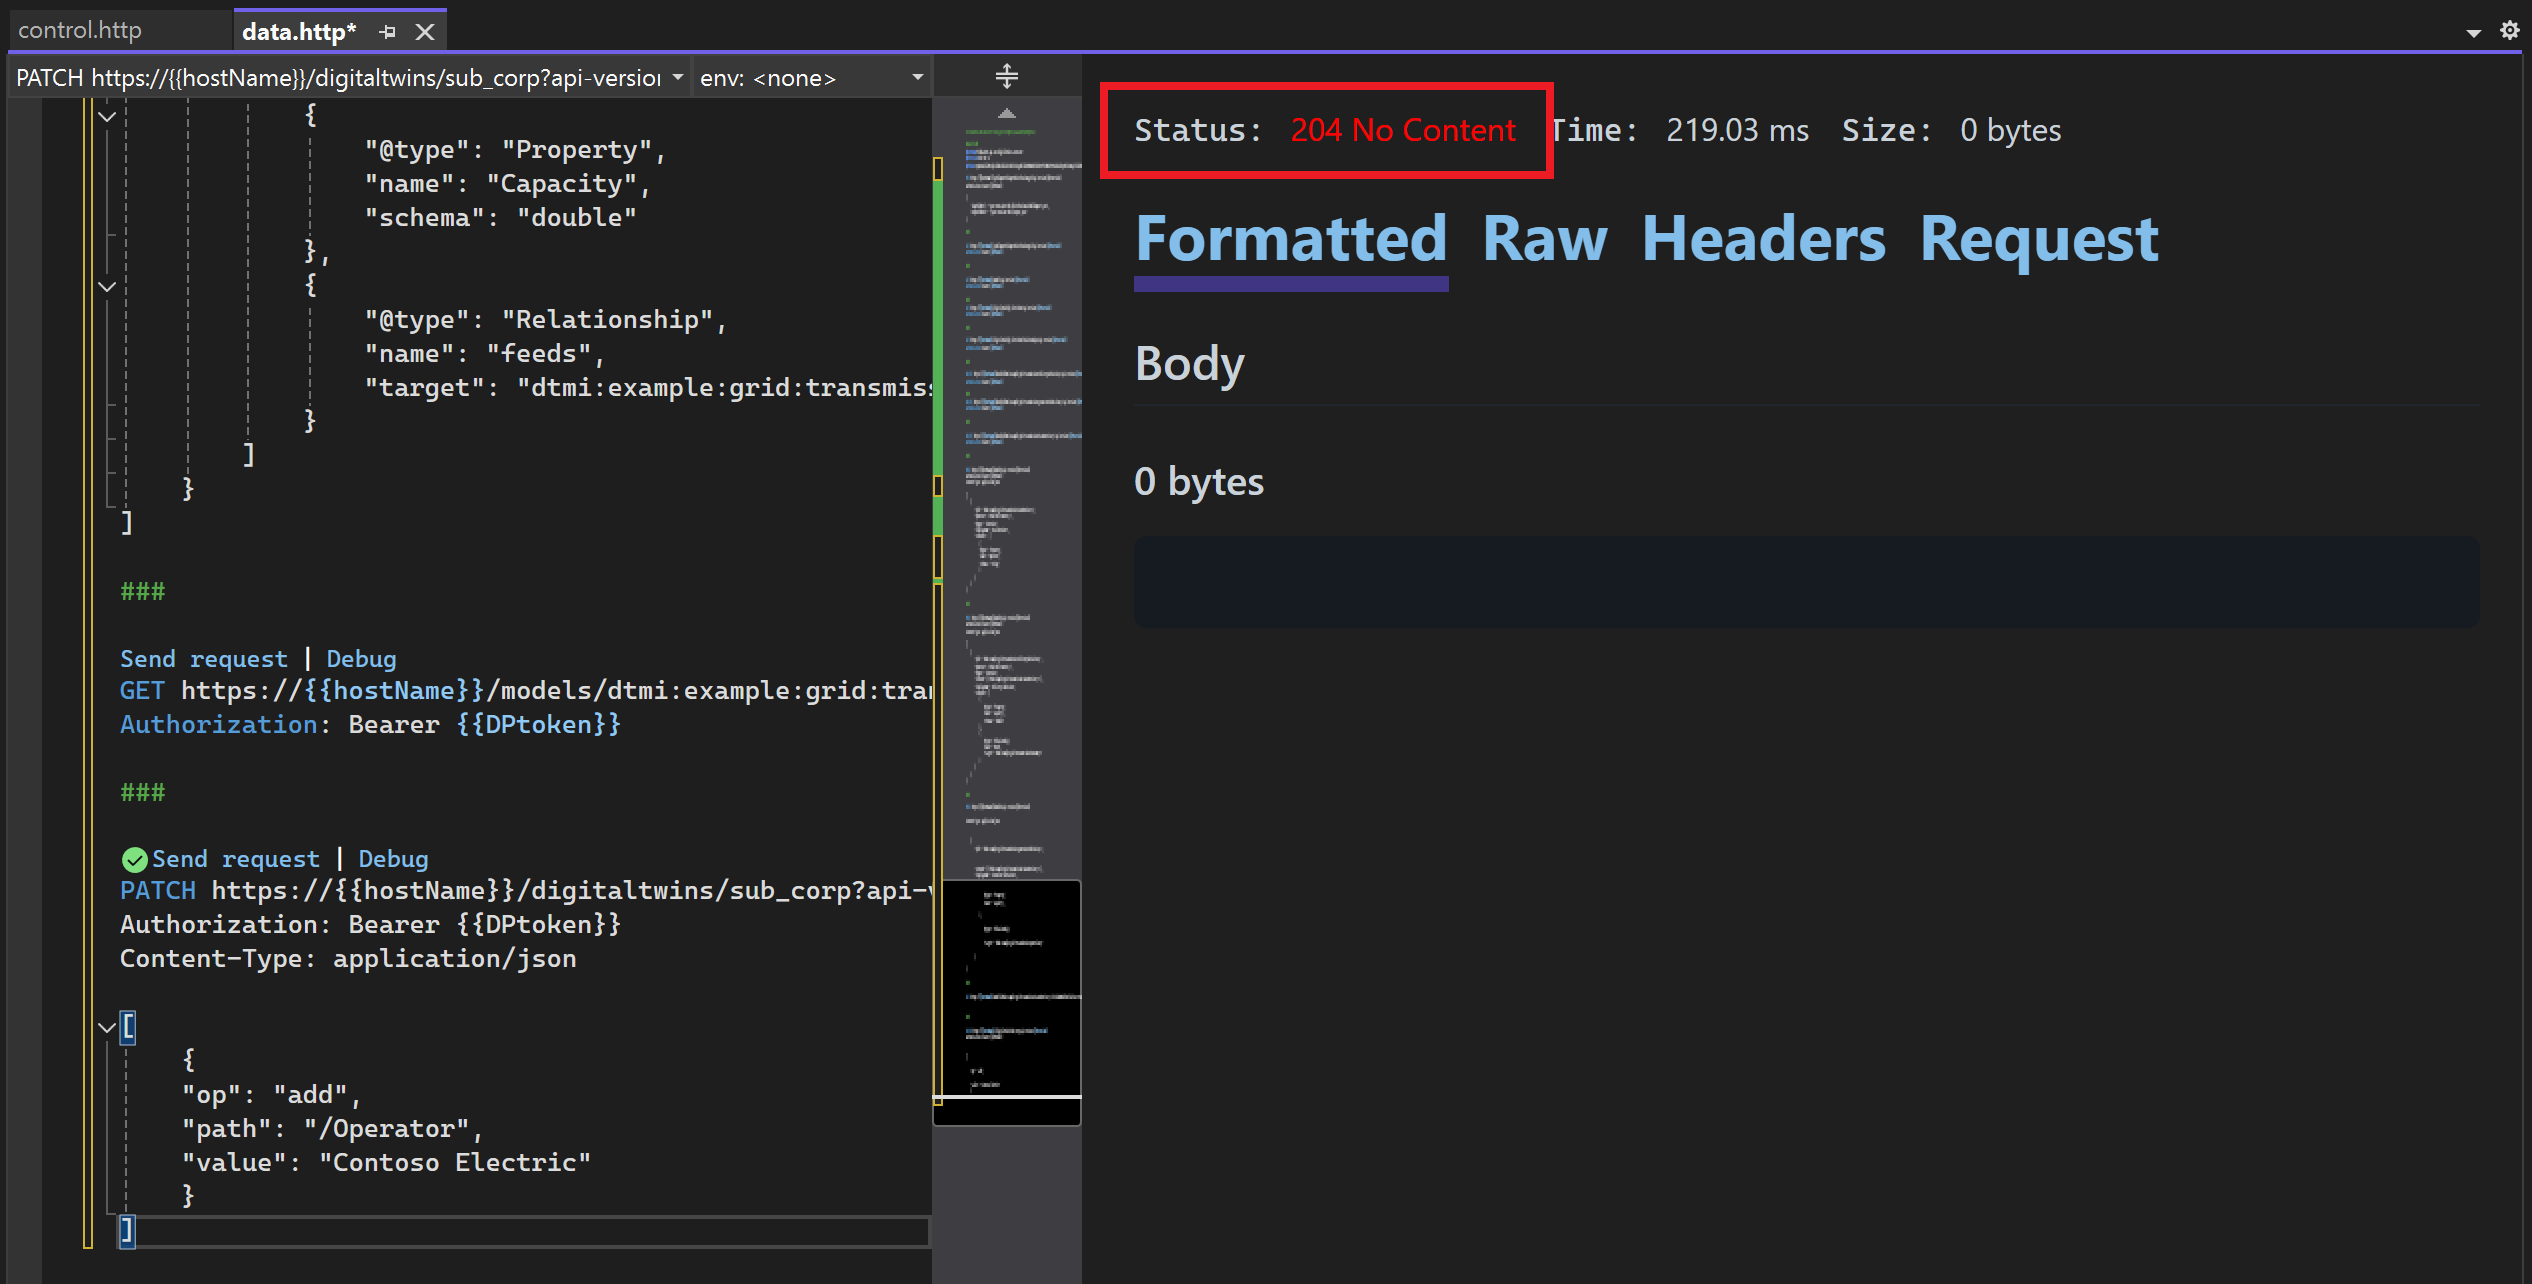 control.http
data.http*
PATCH https://{{hostName}}/digitaltwins/sub_corp?api-version
env: <none>
{
"@type": "Property",
"name": "Capacity",
"schema": "double"
},
{
"@type": "Relationship",
"name": "feeds",
"target": "dtmi:example:grid:transmiss
}
]
}
]
###
Send request | Debug
GET https://{{hostName}}/models/dtmi:example:grid:tran
Authorization: Bearer {{DPtoken}}
###
Send request | Debug
PATCH https://{{hostName}}/digitaltwins/sub_corp?api-v
Authorization: Bearer {{DPtoken}}
Content-Type: application/json
[
{
"op": "add",
"path": "/Operator",
"value": "Contoso Electric"
}
]
Status: 204 No Content Time: 219.03 ms Size: 0 bytes
Formatted Raw Headers Request
Body
0 bytes